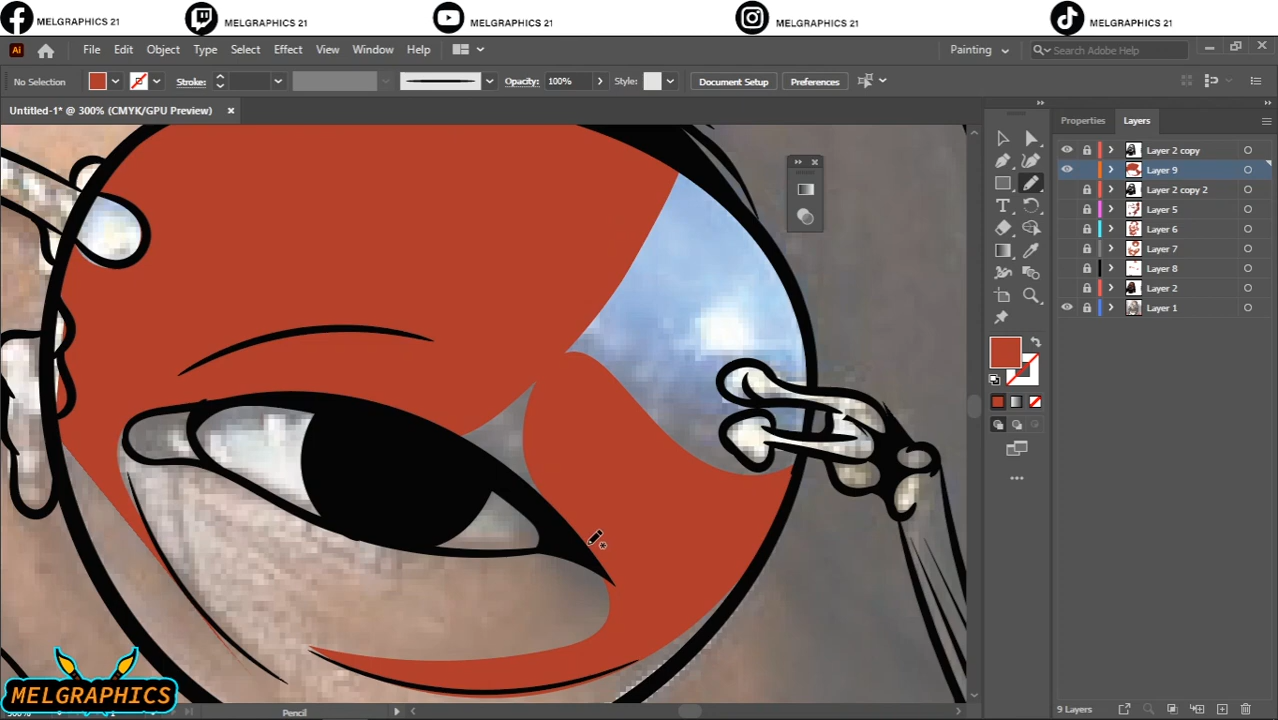 MELGRAPHICS 21
MELGRAPHICS 21
MELGRAPHICS 21
MELGRAPHICS 21
MELGRAPHICS 21
Ai File Edit Object Type Select Effect View Window Help Painting Search Adobe Help
No Selection Stroke: Opacity: 100% Style: Document Setup Preferences
Untitled-1* @ 300% (CMYK/GPU Preview)
Properties Layers
Layer 2 copy
Layer 9
Layer 2 copy 2
Layer 5
Layer 6
Layer 7
Layer 8
Layer 2
Layer 1
MELGRAPHICS
Pencil
9 Layers